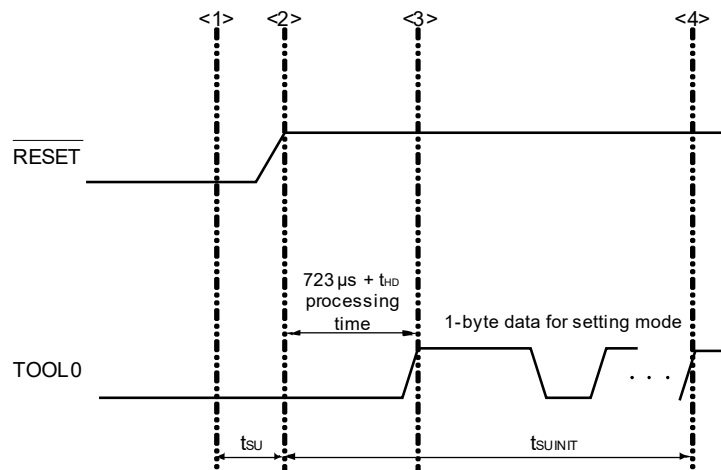 <1> <2> <3> <4>
RESET
723 µs + tHD
processing
time
1-byte data for setting mode
TOOL0
. . .
tSU
tSUINIT